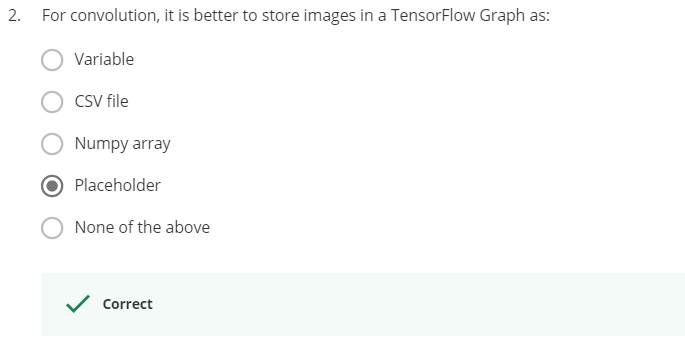 2. For convolution, it is better to store images in a TensorFlow Graph as:
Variable
CSV file
Numpy array
Placeholder
None of the above
Correct